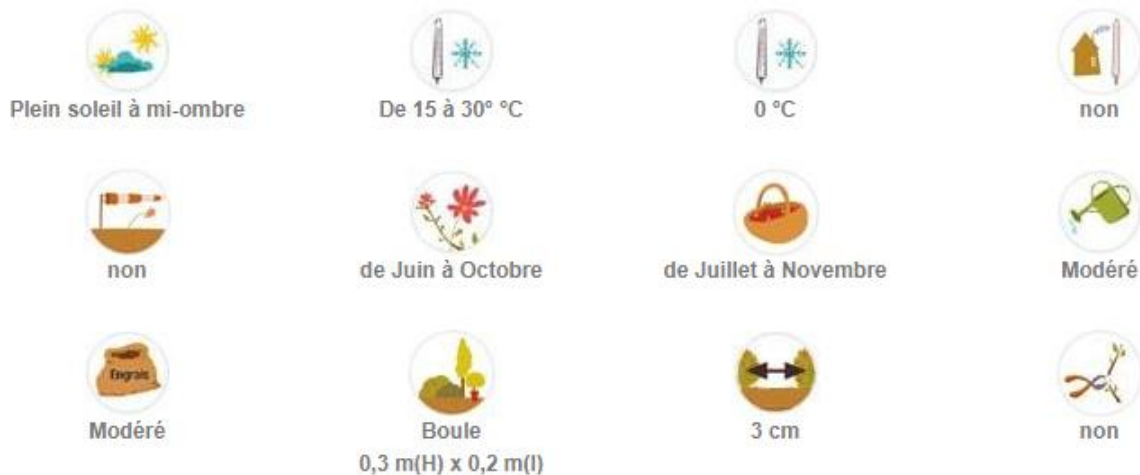 Plein soleil à mi-ombre
De 15 à 30° °C
0 °C
non
non
de Juin à Octobre
de Juillet à Novembre
Modéré
Engrais
Modéré
Boule
0,3 m(H) x 0,2 m(l)
3 cm
non